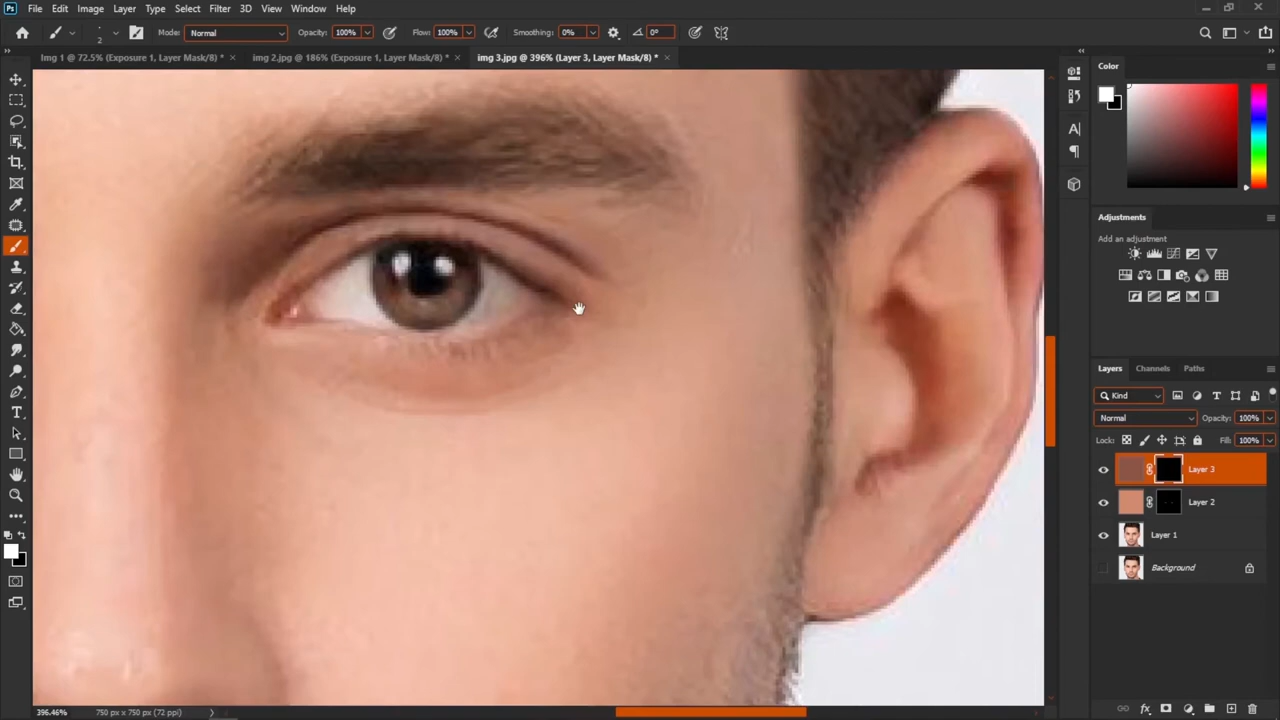 Ps File Edit Image Layer Type Select Filter 3D View Window Help
2 Mode: Normal Opacity: 100% Flow: 100% Smoothing: 0% 0°
Img 1 @ 72.5% (Exposure 1, Layer Mask/8) * × img 2.jpg @ 186% (Exposure 1, Layer Mask/8) * × img 3.jpg @ 396% (Layer 3, Layer Mask/8) * ×
Color
Adjustments
Add an adjustment
Layers Channels Paths
Kind
Normal Opacity: 100%
Lock: Fill: 100%
Layer 3
Layer 2
Layer 1
Background
396.46% 750 px x 750 px (72 ppi)